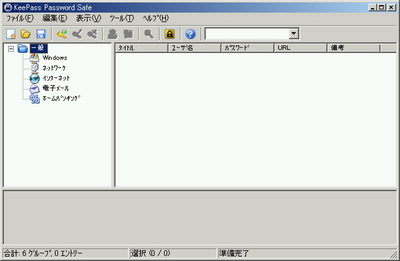 KeePass Password Safe
ファイル(F) 編集(E) 表示(V) ツール(T) ヘルプ(H)
タイトル ユーザ名 パスワード URL 備考
一般
Windows
ネットワーク
インターネット
電子メール
ホームバンキング
合計: 6 グループ, 0 エントリー 選択 (0 / 0) 準備完了